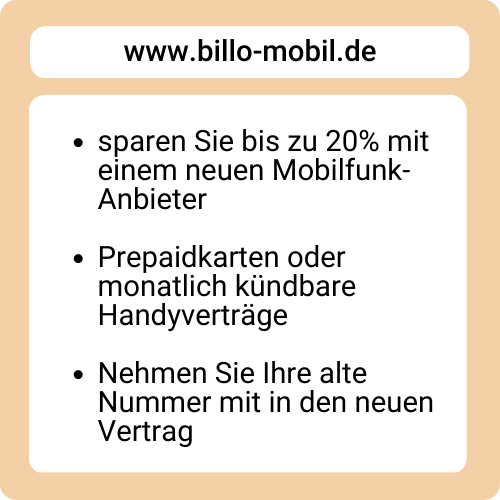 www.billo-mobil.de
• sparen Sie bis zu 20% mit
einem neuen Mobilfunk-
Anbieter
• Prepaidkarten oder
monatlich kündbare
Handyverträge
• Nehmen Sie Ihre alte
Nummer mit in den neuen
Vertrag